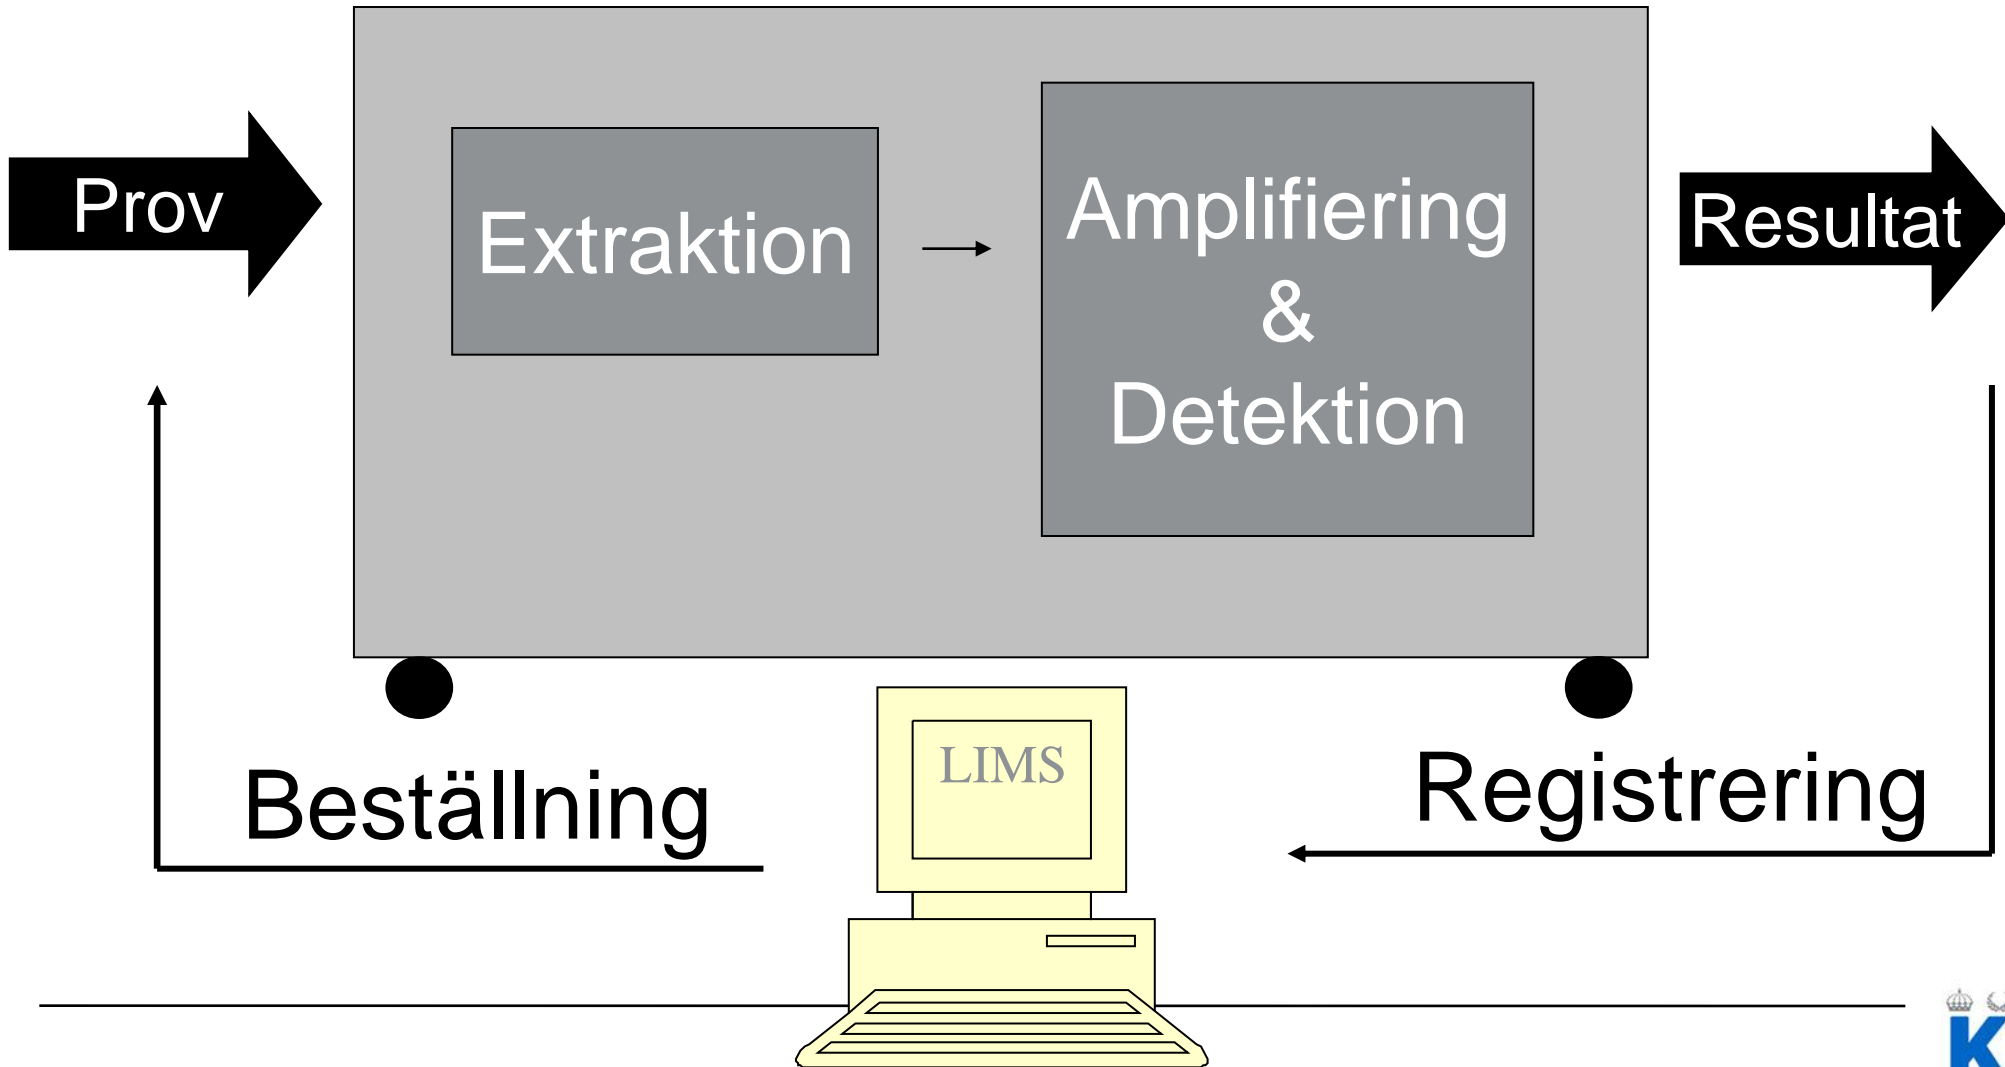 Prov
Extraktion
Amplifiering
&
Detektion
Resultat
Beställning
LIMS
Registrering
K